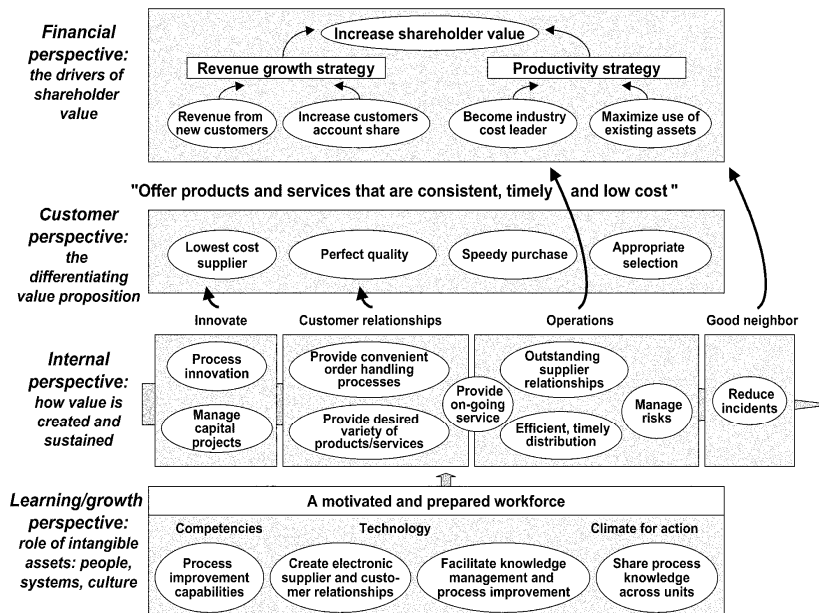 Financial
perspective:
the drivers of
shareholder
value
Increase shareholder value
Revenue growth strategy
Productivity strategy
Revenue from
new customers
Increase customers
account share
Become industry
cost leader
Maximize use of
existing assets
"Offer products and services that are consistent, timely and low cost "
Customer
perspective:
the
differentiating
value proposition
Lowest cost
supplier
Perfect quality
Speedy purchase
Appropriate
selection
Innovate
Customer relationships
Operations
Good neighbor
Internal
perspective:
how value is
created and
sustained
Process
innovation
Manage
capital
projects
Provide convenient
order handling
processes
Provide desired
variety of
products/services
Provide
on-going
service
Outstanding
supplier
relationships
Efficient, timely
distribution
Manage
risks
Reduce
incidents
Learning/growth
perspective:
role of intangible
assets: people,
systems, culture
A motivated and prepared workforce
Competencies
Technology
Climate for action
Process
improvement
capabilities
Create electronic
supplier and custo-
mer relationships
Facilitate knowledge
management and
process improvement
Share process
knowledge
across units